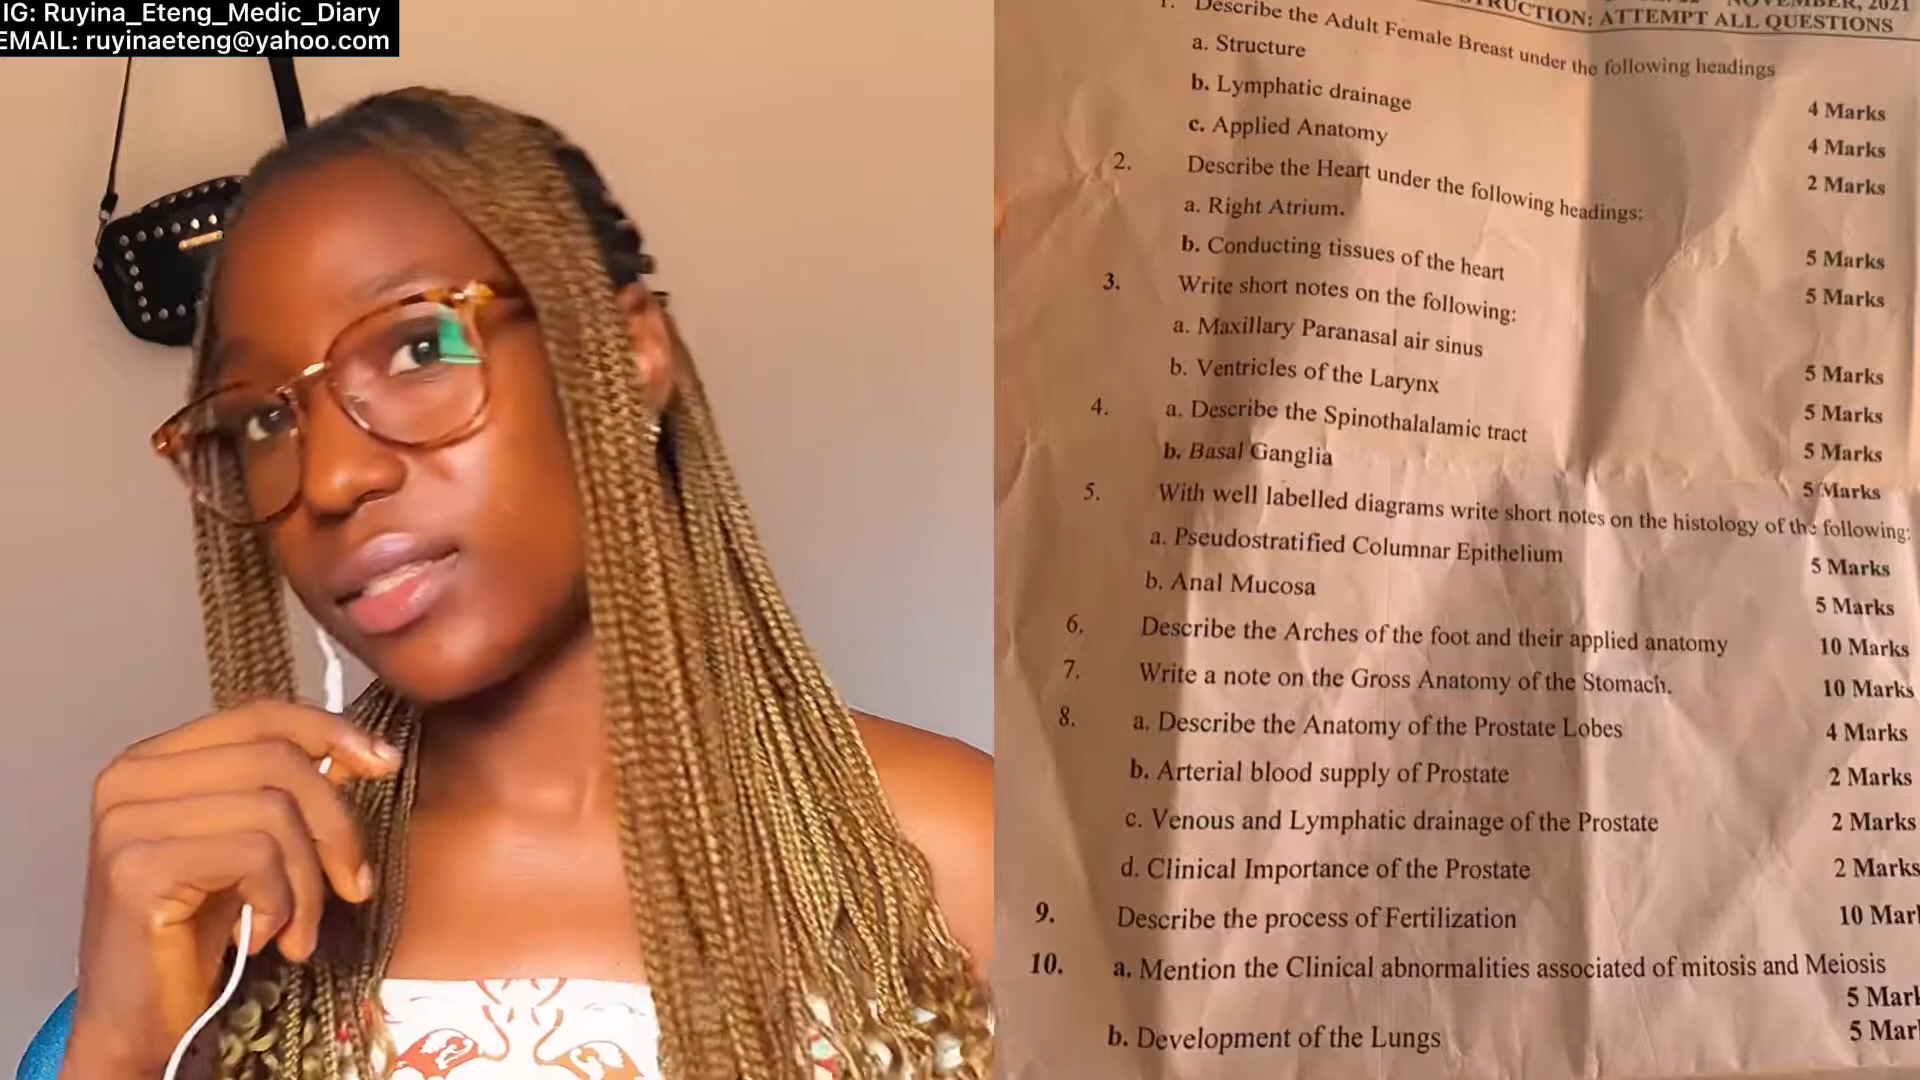 IG: Ruyina_Eteng_Medic_Diary
EMAIL: ruyinaeteng@yahoo.com
NOVEMBER, 2021
INSTRUCTION: ATTEMPT ALL QUESTIONS
1. Describe the Adult Female Breast under the following headings
a. Structure 4 Marks
b. Lymphatic drainage 4 Marks
c. Applied Anatomy 2 Marks
2. Describe the Heart under the following headings:
a. Right Atrium. 5 Marks
b. Conducting tissues of the heart 5 Marks
3. Write short notes on the following:
a. Maxillary Paranasal air sinus 5 Marks
b. Ventricles of the Larynx 5 Marks
4. a. Describe the Spinothalalamic tract 5 Marks
b. Basal Ganglia 5 Marks
5. With well labelled diagrams write short notes on the histology of the following:
a. Pseudostratified Columnar Epithelium 5 Marks
b. Anal Mucosa 5 Marks
6. Describe the Arches of the foot and their applied anatomy 10 Marks
7. Write a note on the Gross Anatomy of the Stomach. 10 Marks
8. a. Describe the Anatomy of the Prostate Lobes 4 Marks
b. Arterial blood supply of Prostate 2 Marks
c. Venous and Lymphatic drainage of the Prostate 2 Marks
d. Clinical Importance of the Prostate 2 Marks
9. Describe the process of Fertilization 10 Mar
10. a. Mention the Clinical abnormalities associated of mitosis and Meiosis
5 Mark
b. Development of the Lungs 5 Mar